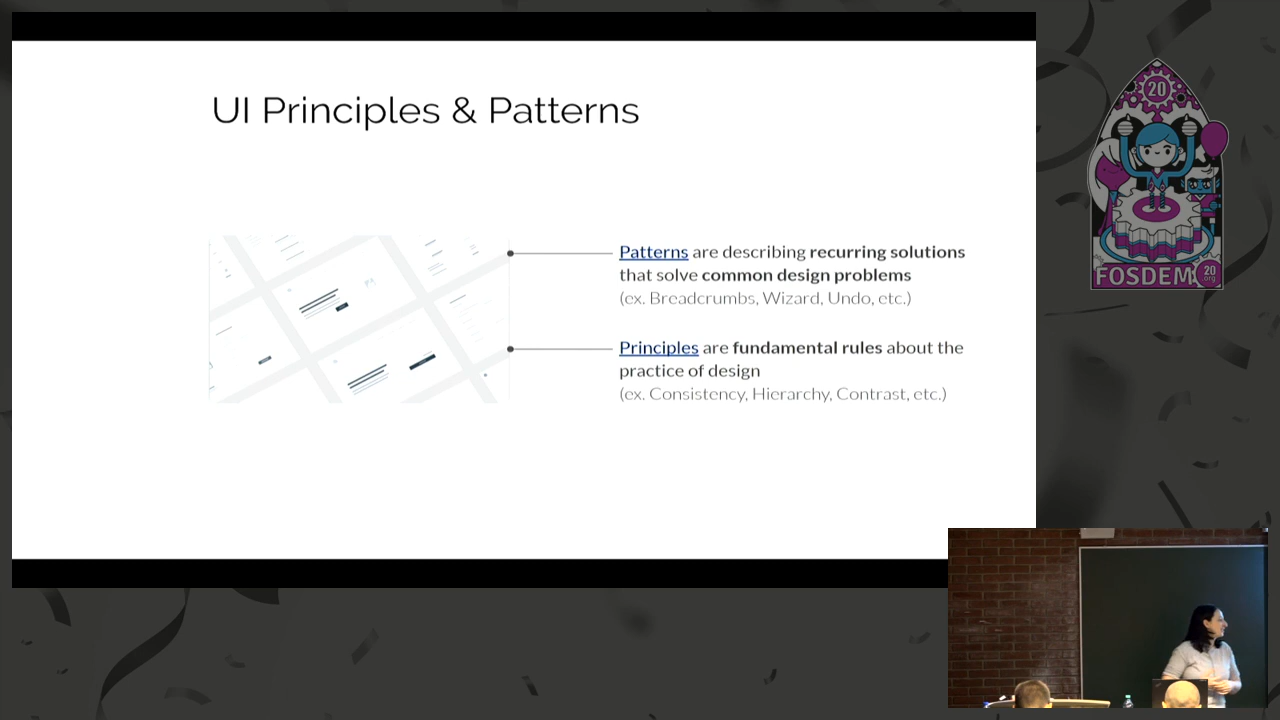 UI Principles & Patterns
Patterns are describing recurring solutions
that solve common design problems
(ex. Breadcrumbs, Wizard, Undo, etc.)
Principles are fundamental rules about the
practice of design
(ex. Consistency, Hierarchy, Contrast, etc.)
20
FOSDEM
20
.org